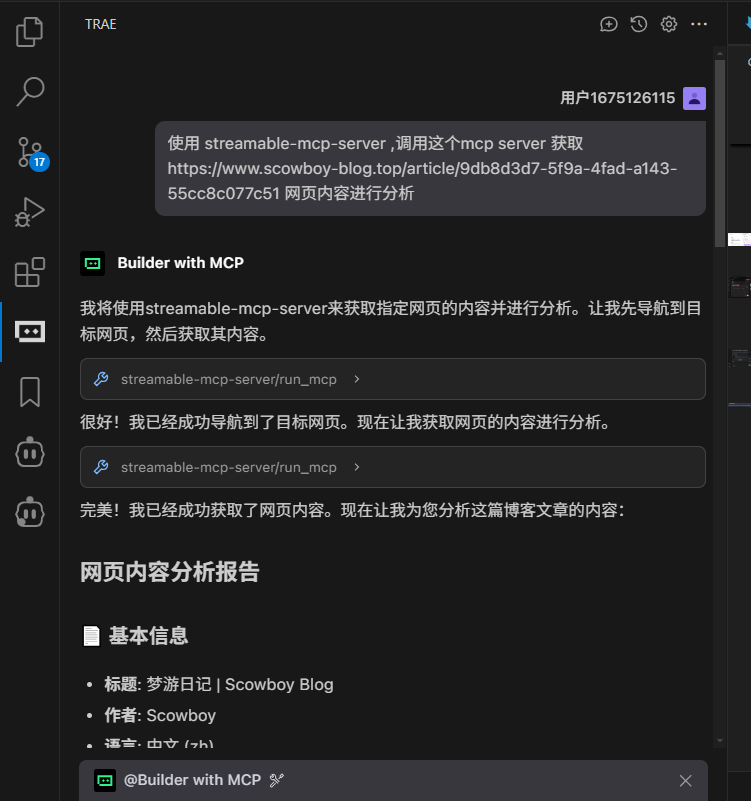 TRAE
用户1675126115
使用 streamable-mcp-server ,调用这个mcp server 获取
https://www.scowboy-blog.top/article/9db8d3d7-5f9a-4fad-a143-
55cc8c077c51 网页内容进行分析
17
Builder with MCP
我将使用streamable-mcp-server来获取指定网页的内容并进行分析。让我先导航到目
标网页，然后获取其内容。
streamable-mcp-server/run_mcp
很好！我已经成功导航到了目标网页。现在让我获取网页的内容进行分析。
streamable-mcp-server/run_mcp
完美！我已经成功获取了网页内容。现在让我为您分析这篇博客文章的内容：
网页内容分析报告
基本信息
• 标题: 梦游日记 | Scowboy Blog
• 作者: Scowboy
• 语言: 中文 (zh)
@Builder with MCP